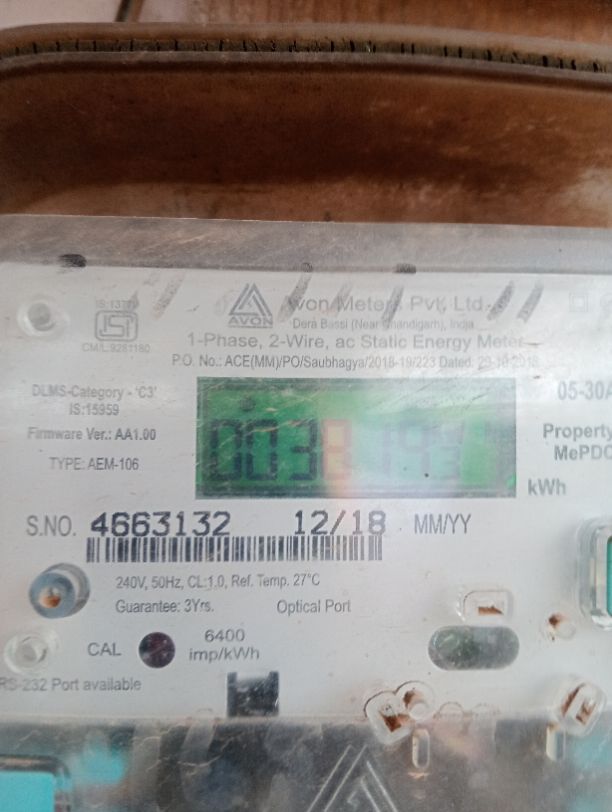 IS:13779
ISI
CM/L:9281180
AVON
Avon Meters Pvt. Ltd.
Dera Bassi (Near Chandigarh), India
1-Phase, 2-Wire, ac Static Energy Meter
P.O. No.: ACE(MM)/PO/Saubhagya/2018-19/223 Dated: 29-10-2018
DLMS-Category - 'C3'
IS:15959
Firmware Ver.: AA1.00
TYPE: AEM-106
05-30A
Property
MePDC
kWh
S.NO. 4663132 12/18 MM/YY
240V, 50Hz, CL:1.0, Ref. Temp. 27°C
Guarantee: 3Yrs. Optical Port
CAL 6400
imp/kWh
RS-232 Port available